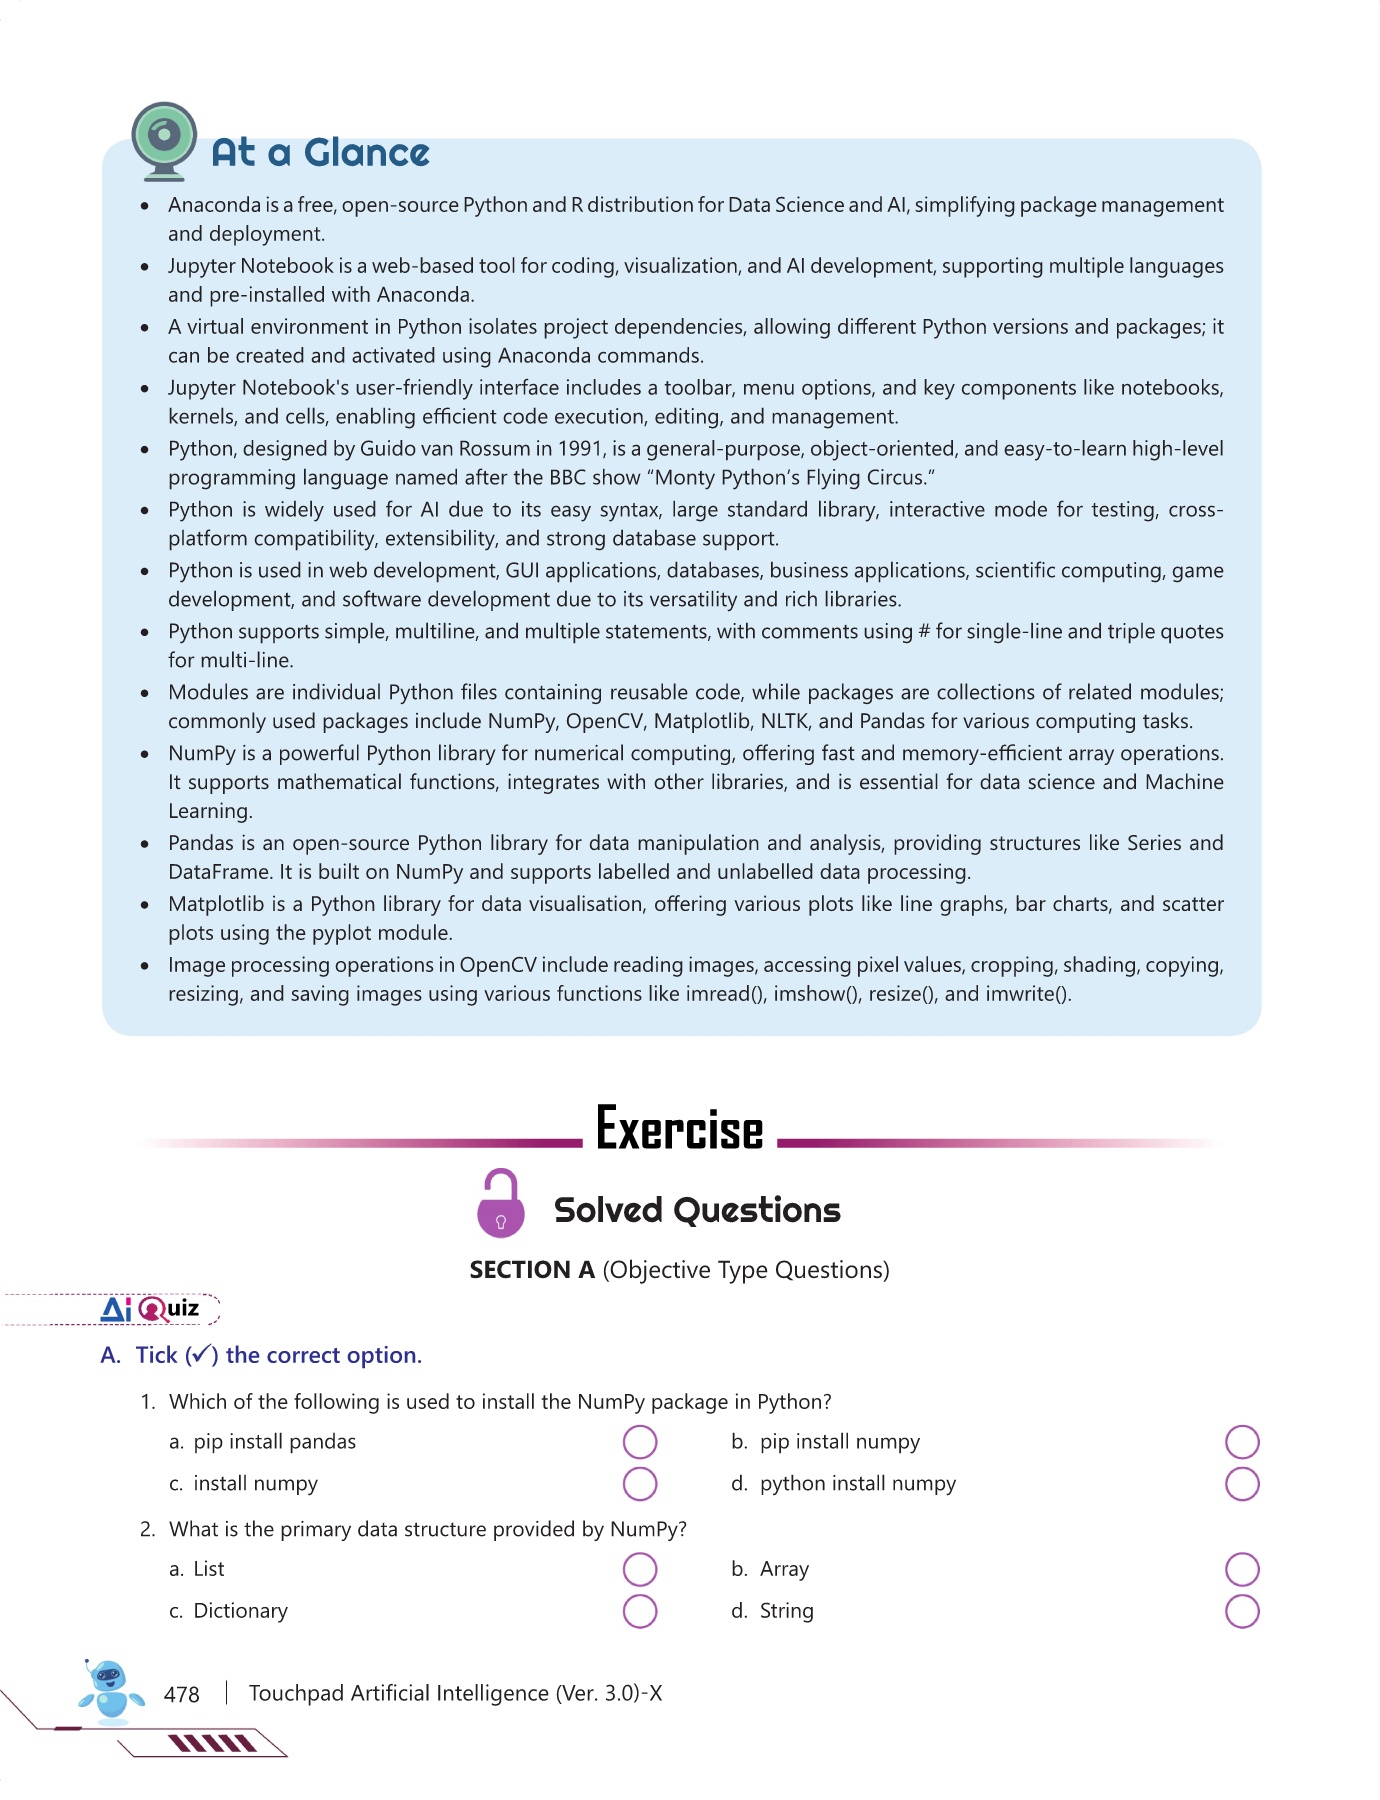 At a Glance
• Anaconda is a free, open-source Python and R distribution for Data Science and AI, simplifying package management
and deployment.
• Jupyter Notebook is a web-based tool for coding, visualization, and AI development, supporting multiple languages
and pre-installed with Anaconda.
• A virtual environment in Python isolates project dependencies, allowing different Python versions and packages; it
can be created and activated using Anaconda commands.
• Jupyter Notebook's user-friendly interface includes a toolbar, menu options, and key components like notebooks,
kernels, and cells, enabling efficient code execution, editing, and management.
• Python, designed by Guido van Rossum in 1991, is a general-purpose, object-oriented, and easy-to-learn high-level
programming language named after the BBC show “Monty Python’s Flying Circus.”
• Python is widely used for AI due to its easy syntax, large standard library, interactive mode for testing, cross-
platform compatibility, extensibility, and strong database support.
• Python is used in web development, GUI applications, databases, business applications, scientific computing, game
development, and software development due to its versatility and rich libraries.
• Python supports simple, multiline, and multiple statements, with comments using # for single-line and triple quotes
for multi-line.
• Modules are individual Python files containing reusable code, while packages are collections of related modules;
commonly used packages include NumPy, OpenCV, Matplotlib, NLTK, and Pandas for various computing tasks.
• NumPy is a powerful Python library for numerical computing, offering fast and memory-efficient array operations.
It supports mathematical functions, integrates with other libraries, and is essential for data science and Machine
Learning.
• Pandas is an open-source Python library for data manipulation and analysis, providing structures like Series and
DataFrame. It is built on NumPy and supports labelled and unlabelled data processing.
• Matplotlib is a Python library for data visualisation, offering various plots like line graphs, bar charts, and scatter
plots using the pyplot module.
• Image processing operations in OpenCV include reading images, accessing pixel values, cropping, shading, copying,
resizing, and saving images using various functions like imread(), imshow(), resize(), and imwrite().
Exercise
Solved Questions
SECTION A (Objective Type Questions)
Ai Quiz
A. Tick (✓) the correct option.
1. Which of the following is used to install the NumPy package in Python?
a. pip install pandas b. pip install numpy
c. install numpy d. python install numpy
2. What is the primary data structure provided by NumPy?
a. List b. Array
c. Dictionary d. String
478 | Touchpad Artificial Intelligence (Ver. 3.0)-X